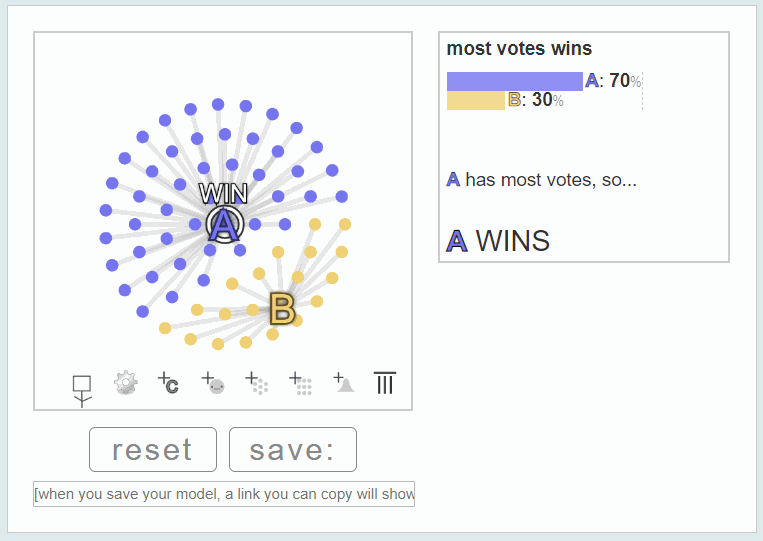 WIN
A
B
+C
reset
save:
[when you save your model, a link you can copy will show
most votes wins
A: 70%
B: 30%
A has most votes, so...
A WINS